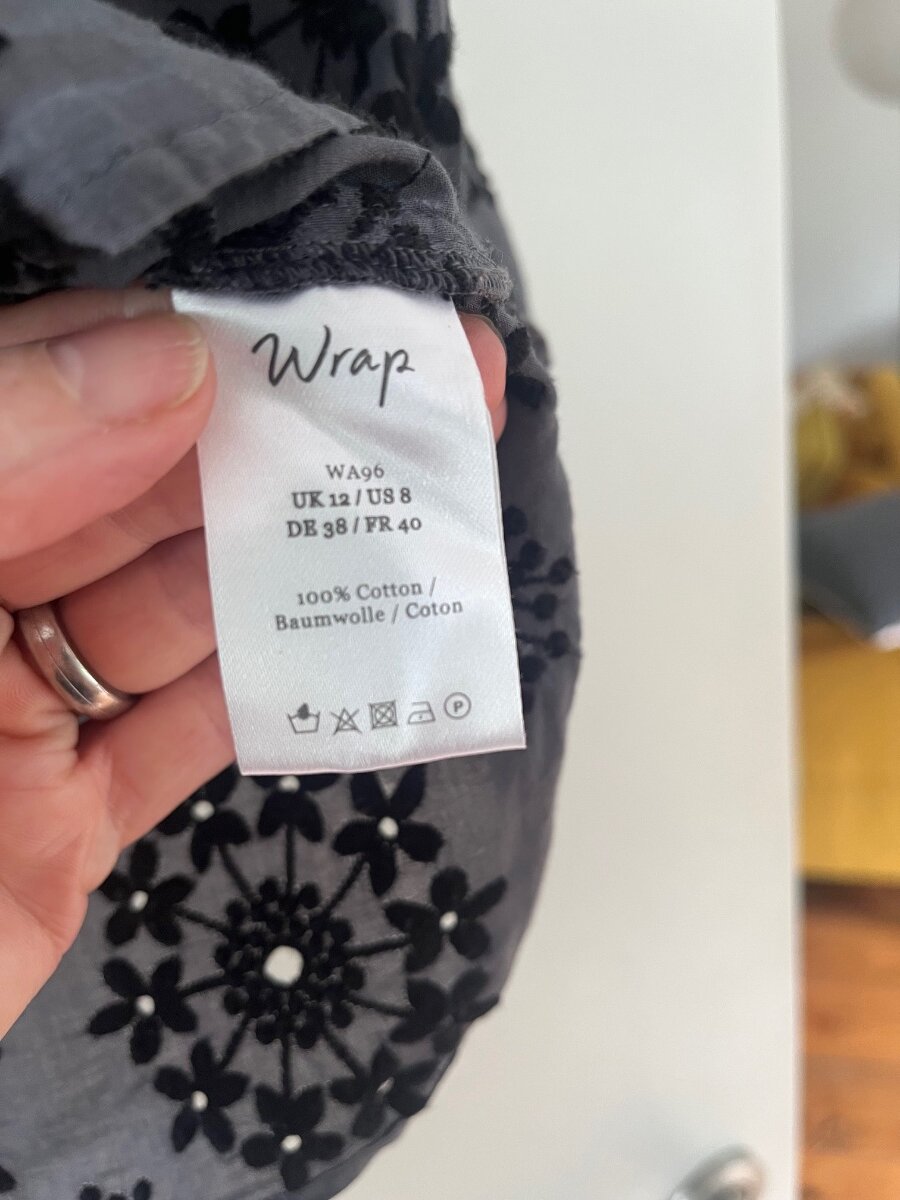 Wrap
WA96
UK 12 / US 8
DE 38 / FR 40
100% Cotton /
Baumwolle / Coton
P